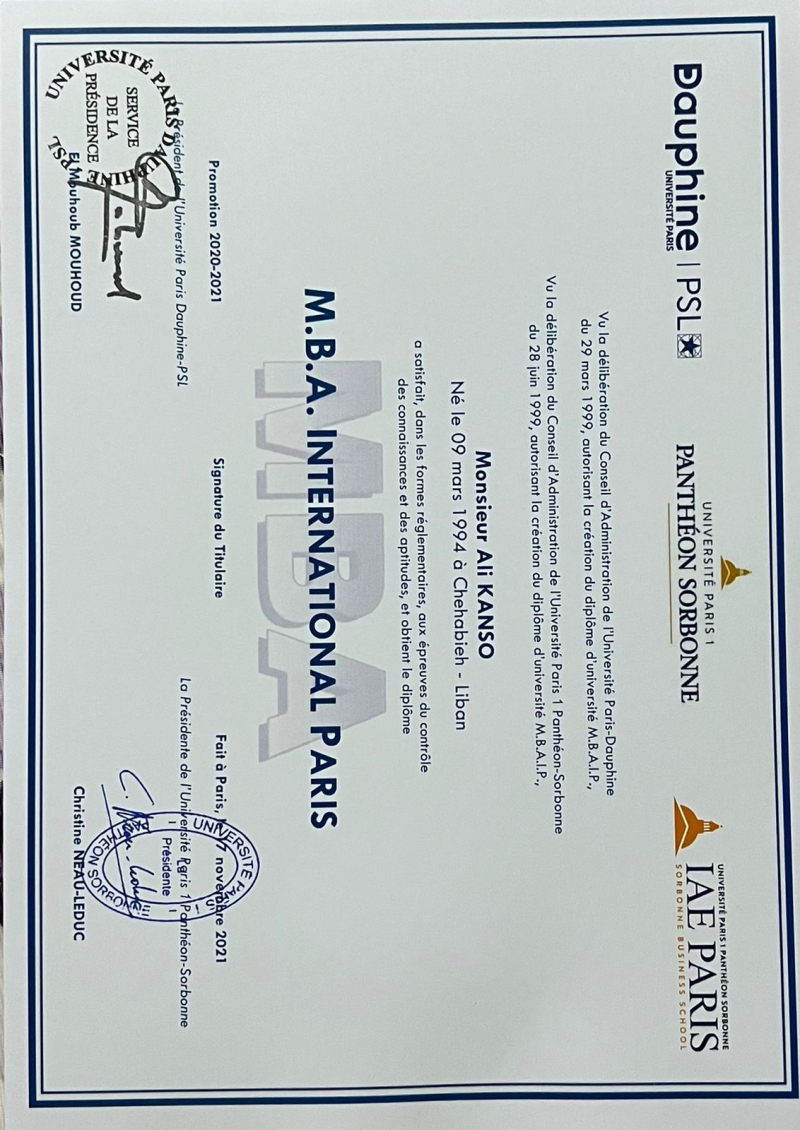 Dauphine | PSL
UNIVERSITÉ PARIS
UNIVERSITÉ PARIS 1
PANTHÉON SORBONNE
UNIVERSITÉ PARIS 1 PANTHÉON SORBONNE
IAE PARIS
SORBONNE BUSINESS SCHOOL
Vu la délibération du Conseil d'Administration de l'Université Paris-Dauphine
du 29 mars 1999, autorisant la création du diplôme d'université M.B.A.I.P.,
Vu la délibération du Conseil d'Administration de l'Université Paris 1 Panthéon-Sorbonne
du 28 juin 1999, autorisant la création du diplôme d'université M.B.A.I.P.,
Monsieur Ali KANSO
Né le 09 mars 1994 à Chehabieh - Liban
a satisfait, dans les formes réglementaires, aux épreuves du contrôle
des connaissances et des aptitudes, et obtient le diplôme
MBA
M.B.A. INTERNATIONAL PARIS
Promotion 2020-2021
Signature du Titulaire
Fait à Paris, novembre 2021
Le Président de l'Université Paris Dauphine-PSL
La Présidente de l'Université Paris 1 Panthéon-Sorbonne
UNIVERSITÉ PARIS DAUPHINE PSL
SERVICE
DE LA
PRÉSIDENCE
UNIVERSITÉ PARIS
Présidente
PANTHÉON SORBONNE
El Mouhoub MOUHOUD
Christine NEAU-LEDUC